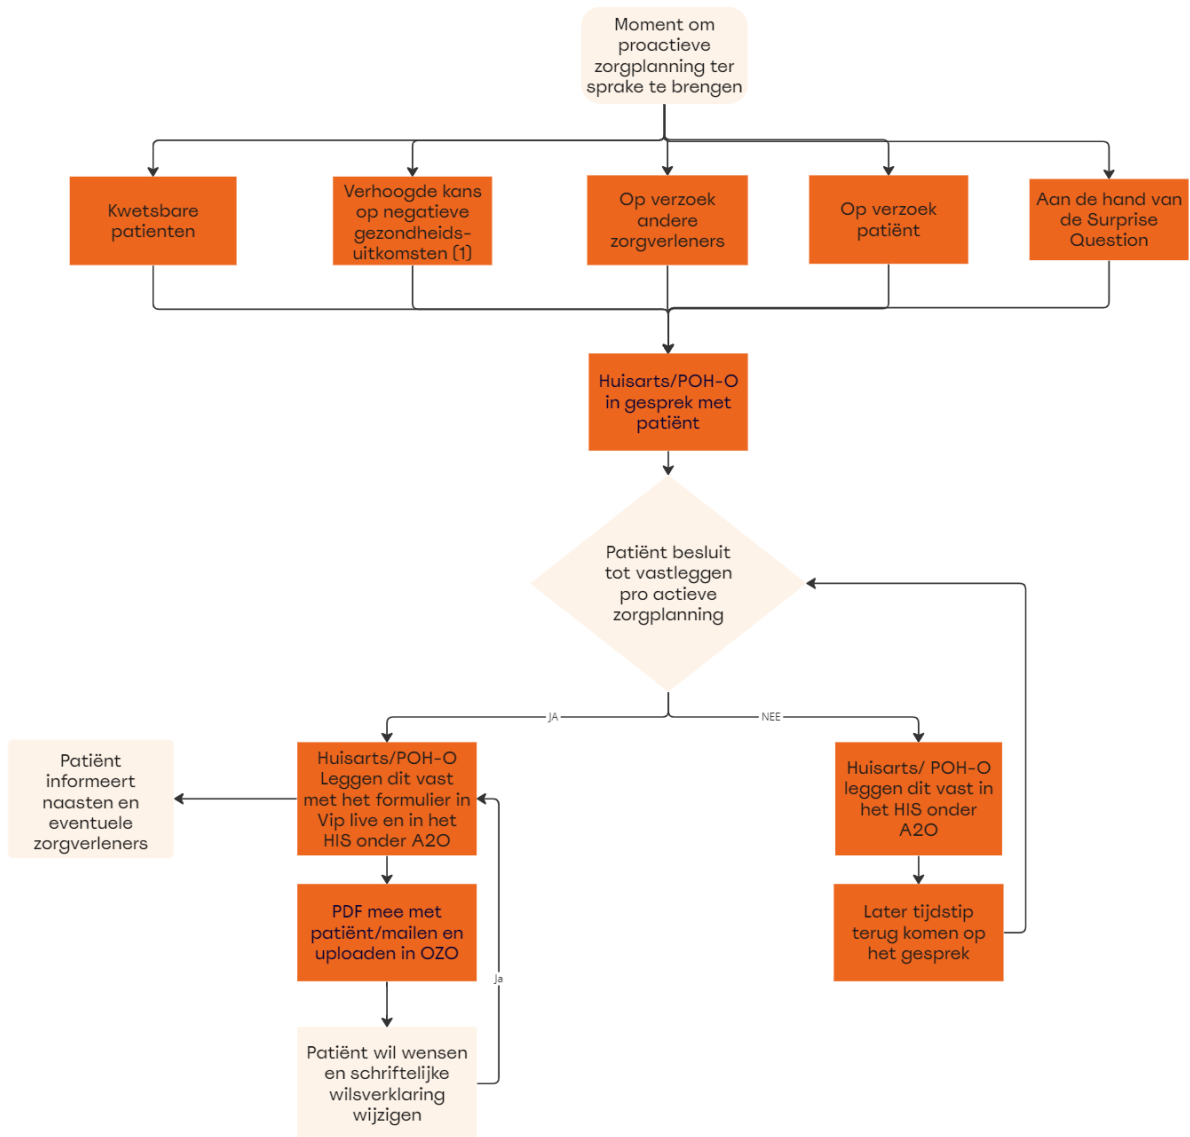 Moment om
proactieve
zorgplanning ter
sprake te brengen
Kwetsbare
patienten
Verhoogde kans
op negatieve
gezondheids-
uitkomsten (1)
Op verzoek
andere
zorgverleners
Op verzoek
patiënt
Aan de hand van
de Surprise
Question
Huisarts/POH-O
in gesprek met
patiënt
Patiënt besluit
tot vastleggen
pro actieve
zorgplanning
JA
NEE
Patiënt
informeert
naasten en
eventuele
zorgverleners
Huisarts/POH-O
Leggen dit vast
met het formulier in
Vip live en in het
HIS onder A20
Huisarts/ POH-O
leggen dit vast in
het HIS onder
A20
PDF mee met
patiënt/mailen en
uploaden in OZO
Later tijdstip
terug komen op
het gesprek
Ja
Patiënt wil wensen
en schriftelijke
wilsverklaring
wijzigen